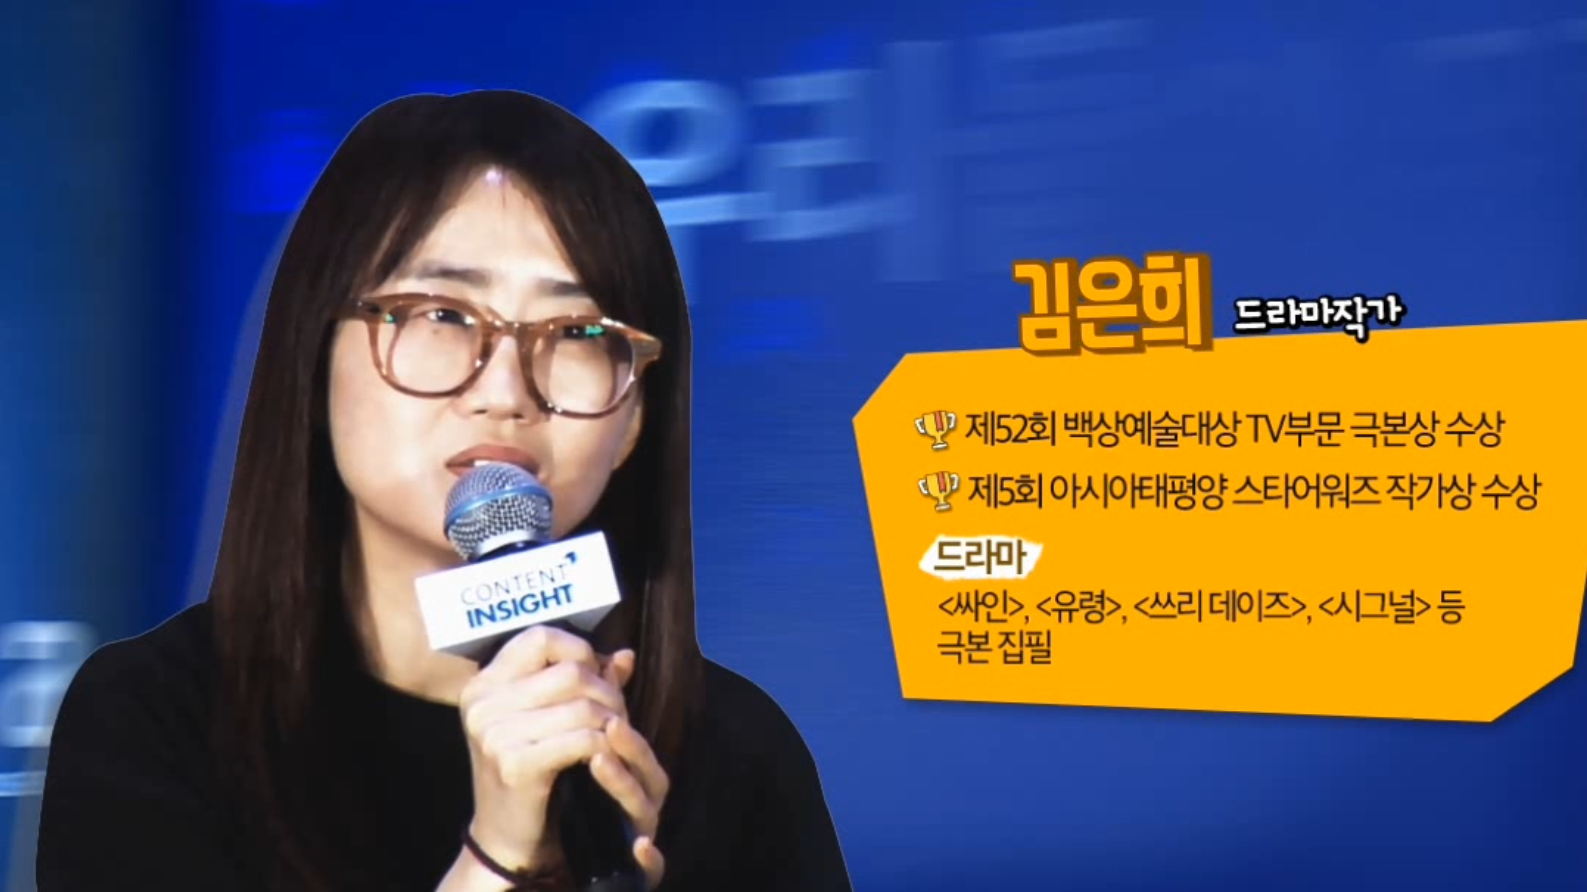 우리들
김은희 드라마작가
제52회 백상예술대상 TV부문 극본상 수상
제5회 아시아태평양 스타어워즈 작가상 수상
드라마
<싸인>, <유령>, <쓰리 데이즈>, <시그널> 등
극본 집필
CONTENT
INSIGHT